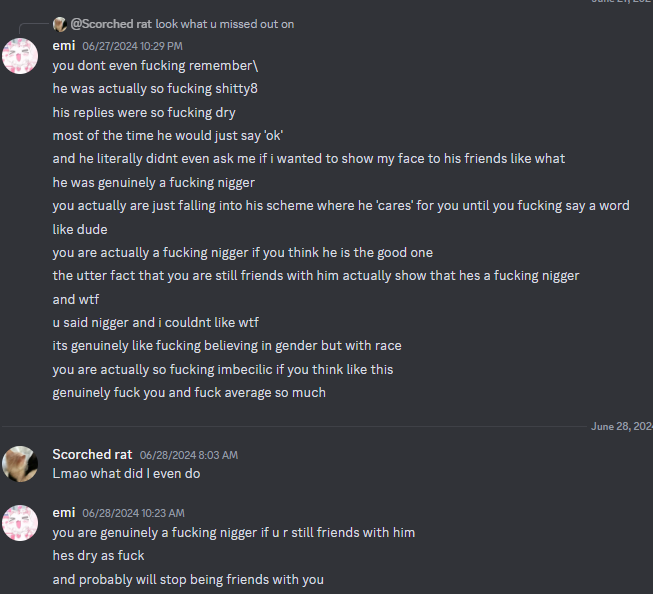 June 27, 202
@Scorched rat look what u missed out on
emi 06/27/2024 10:29 PM
you dont even fucking remember\
he was actually so fucking shitty8
his replies were so fucking dry
most of the time he would just say 'ok'
and he literally didnt even ask me if i wanted to show my face to his friends like what
he was genuinely a fucking nigger
you actually are just falling into his scheme where he 'cares' for you until you fucking say a word
like dude
you are actually a fucking nigger if you think he is the good one
the utter fact that you are still friends with him actually show that hes a fucking nigger
and wtf
u said nigger and i couldnt like wtf
its genuinely like fucking believing in gender but with race
you are actually so fucking imbecilic if you think like this
genuinely fuck you and fuck average so much
June 28, 2024
Scorched rat 06/28/2024 8:03 AM
Lmao what did I even do
emi 06/28/2024 10:23 AM
you are genuinely a fucking nigger if u r still friends with him
hes dry as fuck
and probably will stop being friends with you